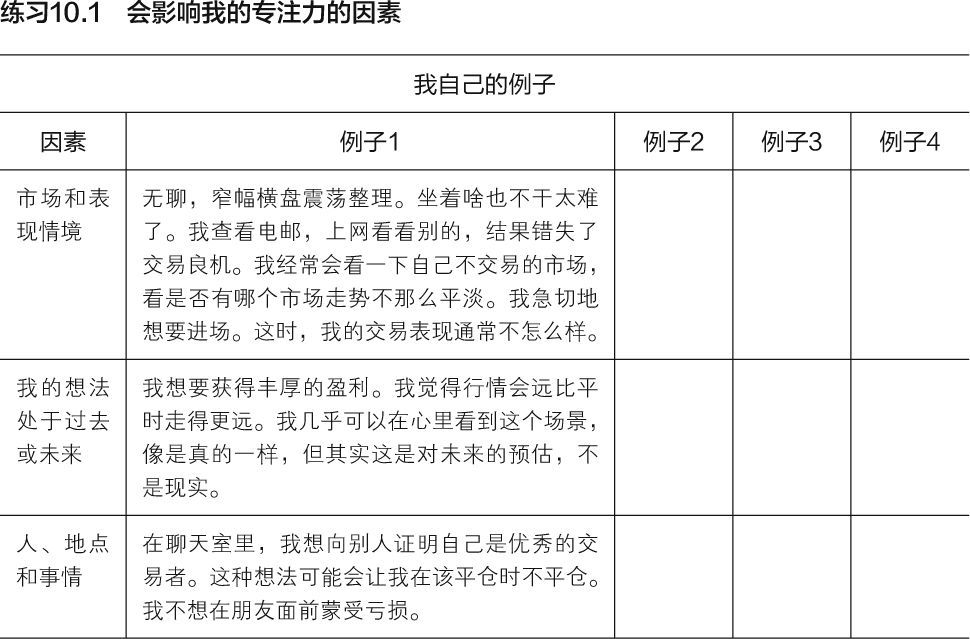 练习10.1 会影响我的专注力的因素
我自己的例子
因素 例子1 例子2 例子3 例子4
市场和表
现情境
无聊，窄幅横盘震荡整理。坐着啥也不干太难
了。我查看电邮，上网看看别的，结果错失了
交易良机。我经常会看一下自己不交易的市场，
看是否有哪个市场走势不那么平淡。我急切地
想要进场。这时，我的交易表现通常不怎么样。
我的想法
处于过去
或未来
我想要获得丰厚的盈利。我觉得行情会远比平
时走得更远。我几乎可以在心里看到这个场景，
像是真的一样，但其实这是对未来的预估，不
是现实。
人、地点
和事情
在聊天室里，我想向别人证明自己是优秀的交
易者。这种想法可能会让我在该平仓时不平仓。
我不想在朋友面前蒙受亏损。